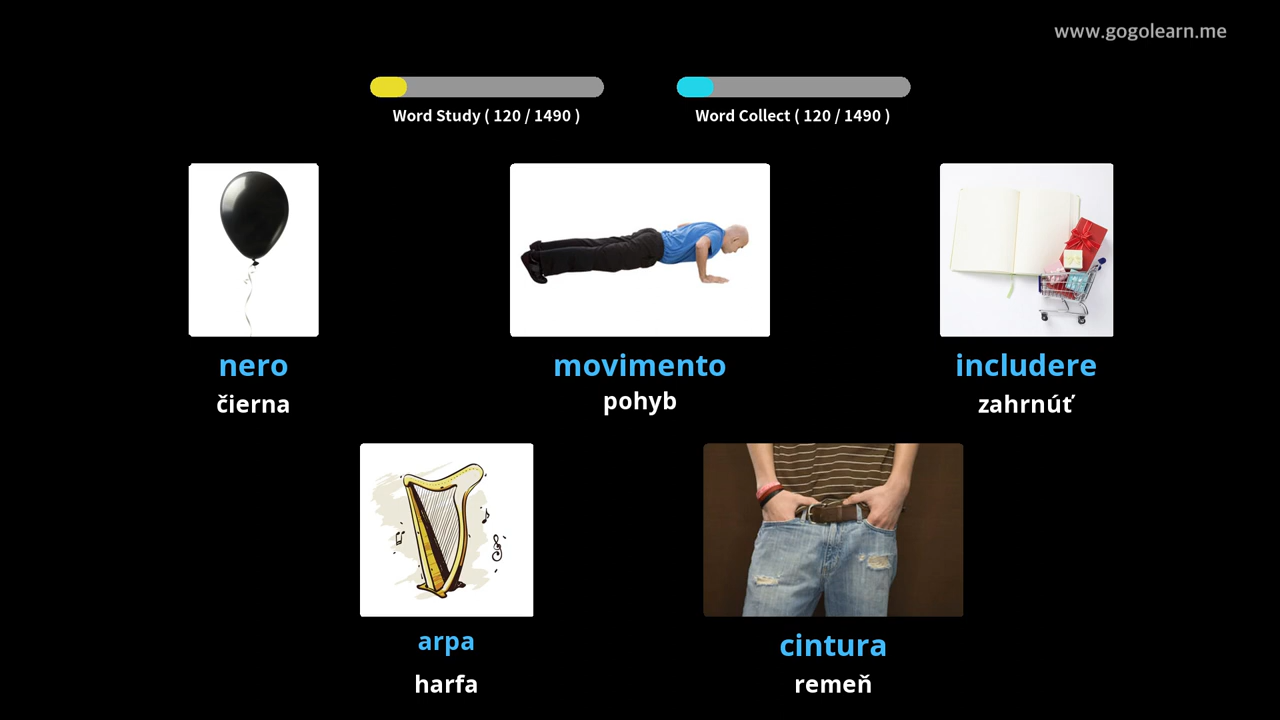 www.gogolearn.me
Word Study ( 120 / 1490 )
Word Collect ( 120 / 1490 )
nero
čierna
movimento
pohyb
includere
zahrnúť
arpa
harfa
cintura
remeň